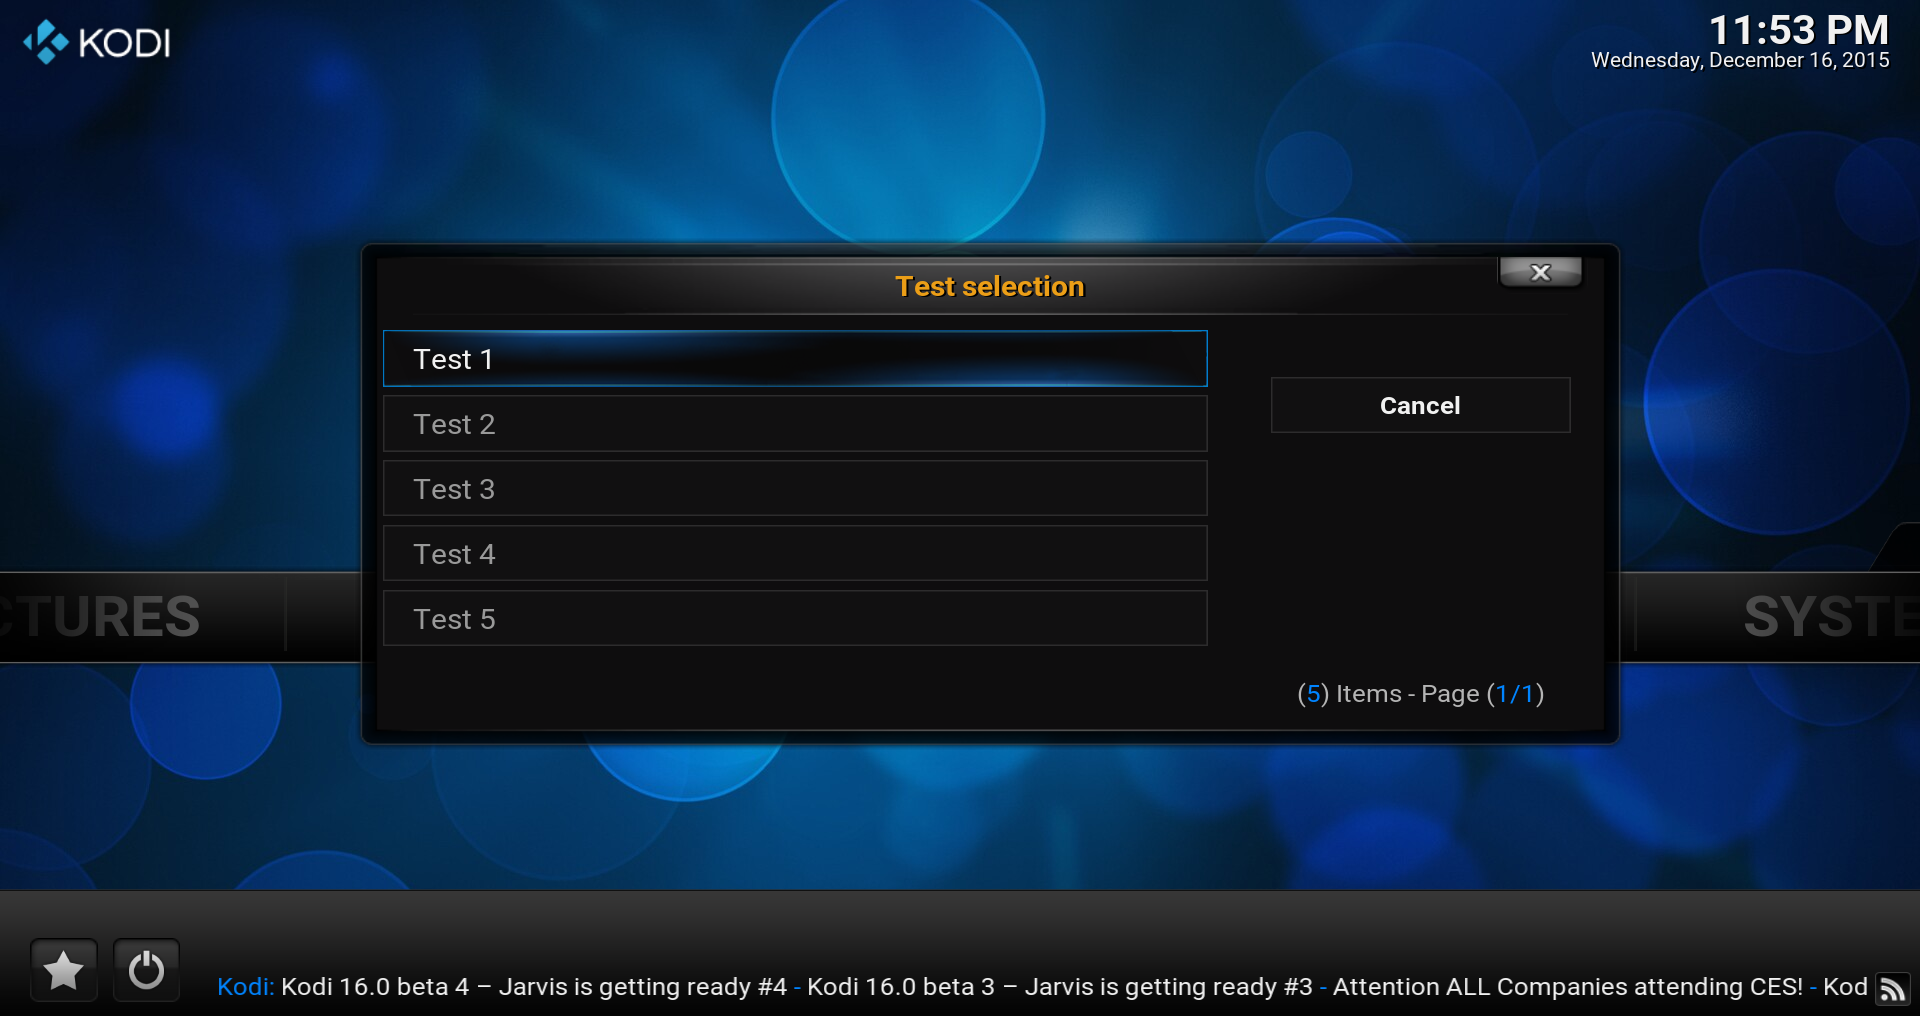 KODI
11:53 PM
Wednesday, December 16, 2015
Test selection
Test 1
Test 2
Test 3
Test 4
Test 5
Cancel
(5) Items - Page (1/1)
CTURES
SYSTE
Kodi: Kodi 16.0 beta 4 – Jarvis is getting ready #4 - Kodi 16.0 beta 3 – Jarvis is getting ready #3 - Attention ALL Companies attending CES! - Kod